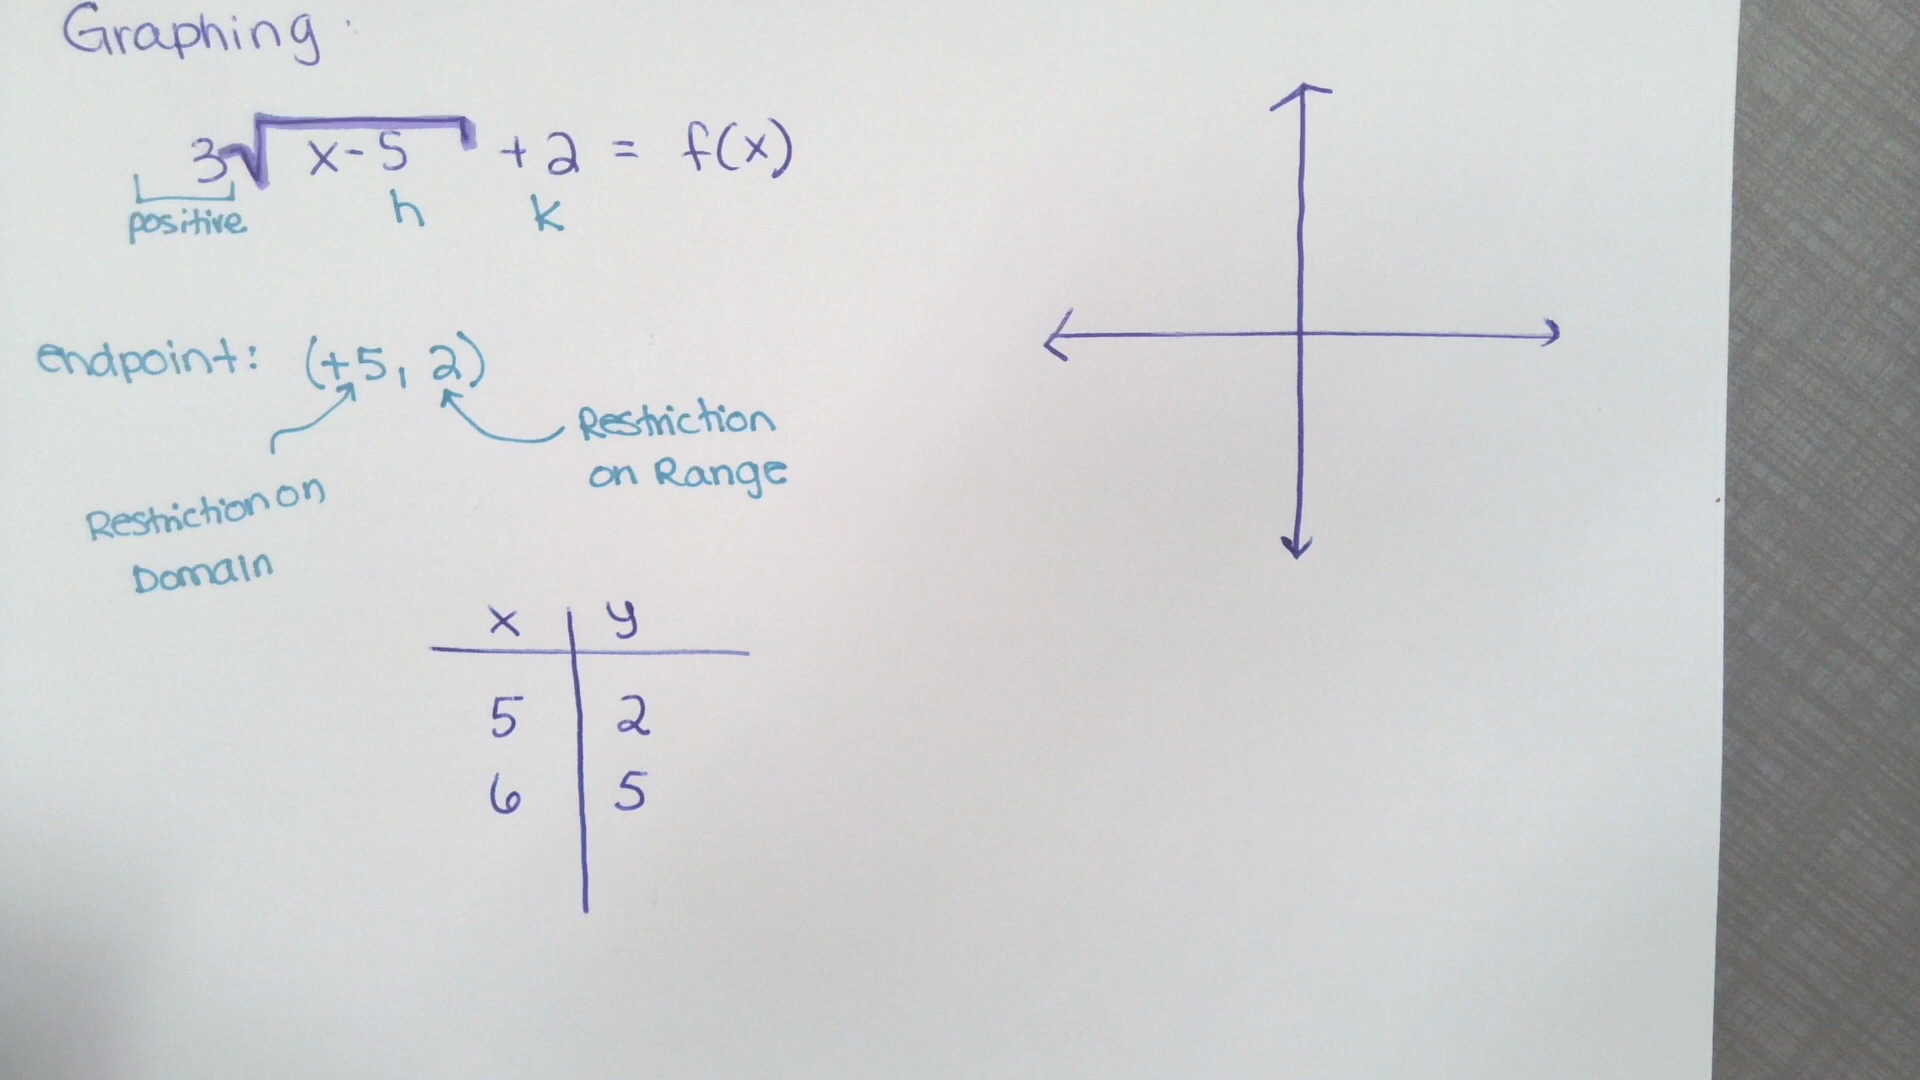 Graphing
3√x-5 + 2 = f(x)
positive h k
endpoint: (+5, 2)
Restriction
on Range
Restriction on
Domain
x y
5 2
6 5